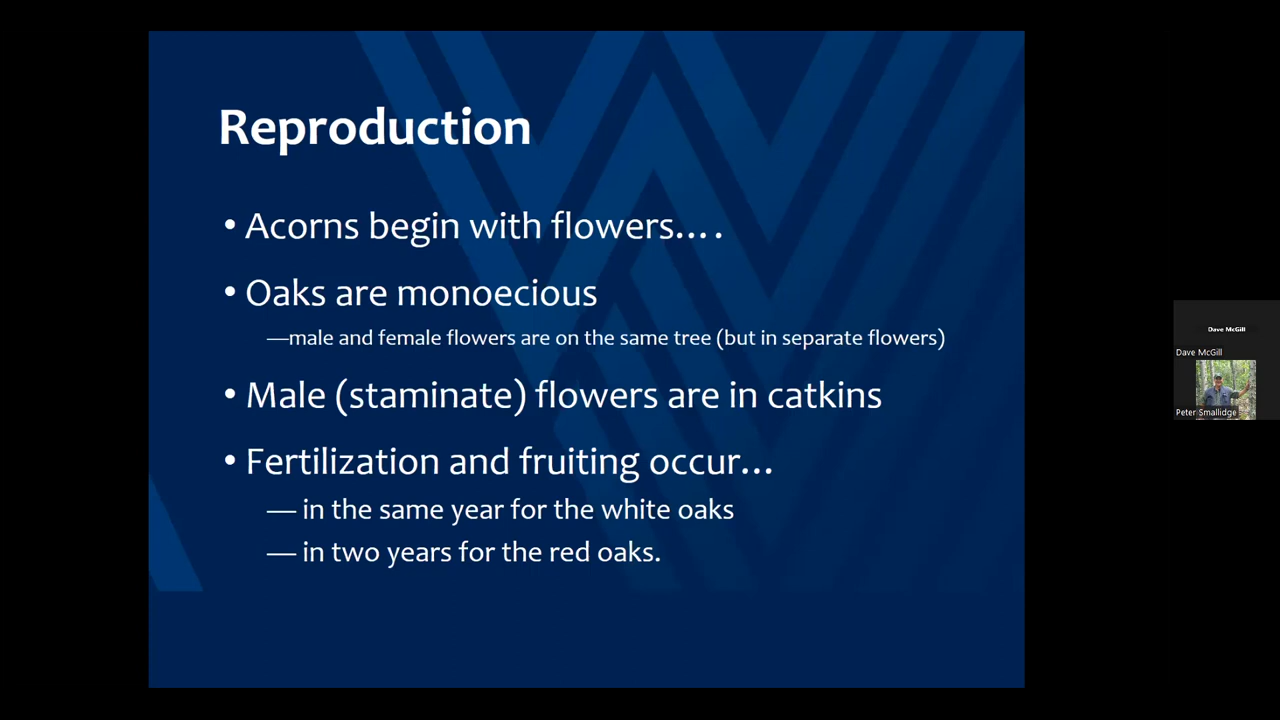 Reproduction
• Acorns begin with flowers....
• Oaks are monoecious
—male and female flowers are on the same tree (but in separate flowers)
• Male (staminate) flowers are in catkins
• Fertilization and fruiting occur...
— in the same year for the white oaks
— in two years for the red oaks.
Dave McGill
Dave McGill
Peter Smallidge